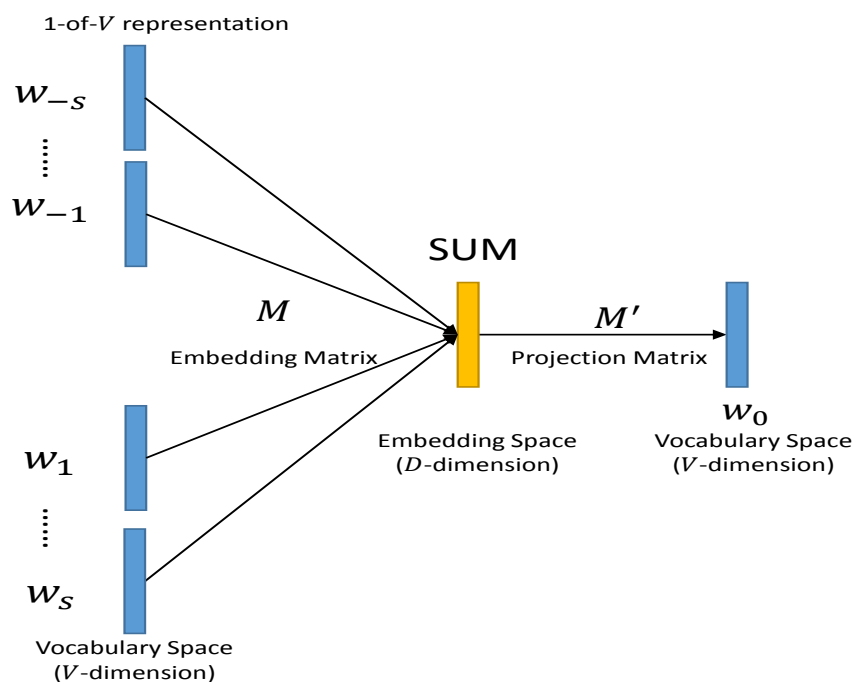 1-of-V representation
w₋ₛ
......
w₋₁
SUM
M
Embedding Matrix
M′
Projection Matrix
w₀
Embedding Space
(D-dimension)
Vocabulary Space
(V-dimension)
w₁
......
wₛ
Vocabulary Space
(V-dimension)